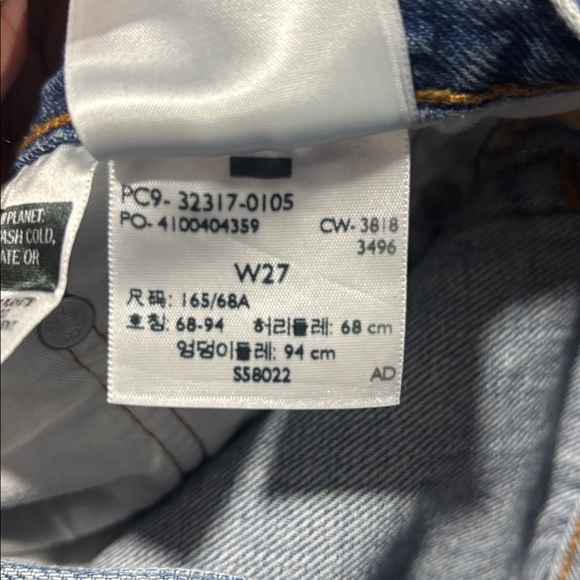 PLANET:
ASH COLD,
ATE OR
PC9- 32317-0105
PO- 4100404359 CW- 3818
3496
W27
尺码: 165/68A
호칭: 68-94 허리둘레: 68 cm
엉덩이둘레: 94 cm
S58022 AD